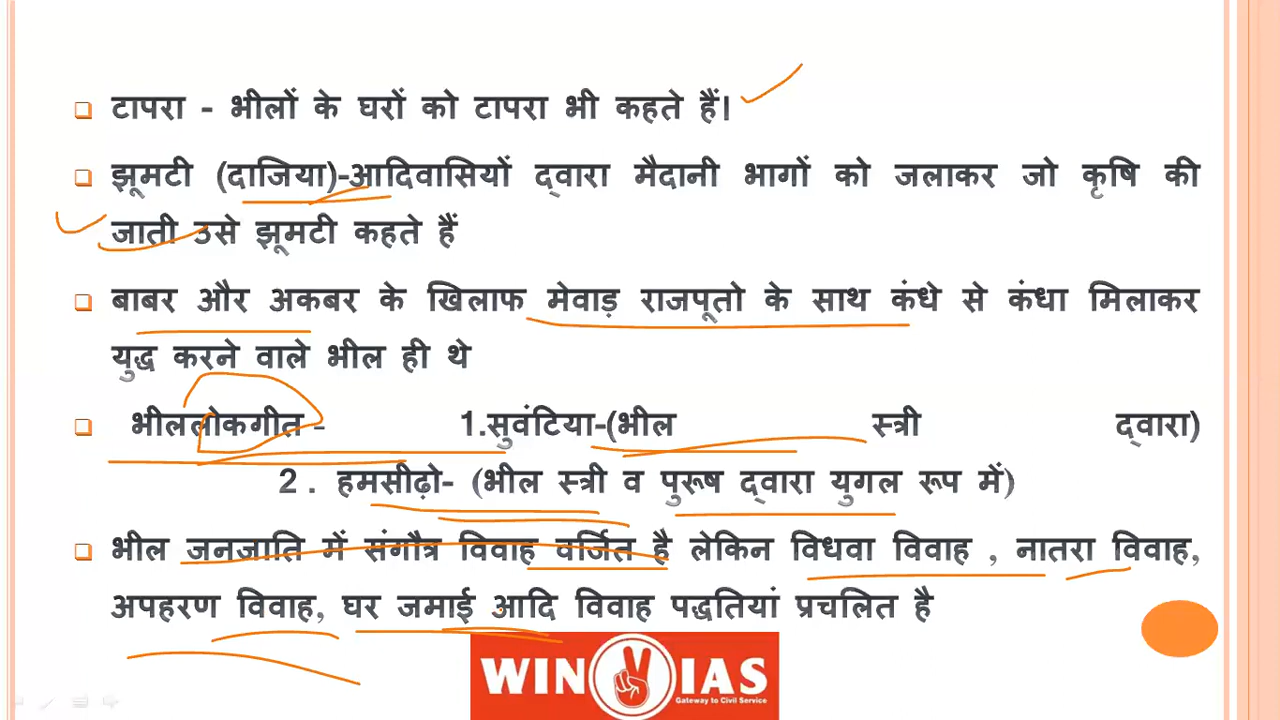 टापरा - भीलों के घरों को टापरा भी कहते हैं।
झूमटी (दाजिया)-आदिवासियों द्वारा मैदानी भागों को जलाकर जो कृषि की
जाती उसे झूमटी कहते हैं
बाबर और अकबर के खिलाफ मेवाड़ राजपूतो के साथ कंधे से कंधा मिलाकर
युद्ध करने वाले भील ही थे
भीललोकगीत - 1.सुवंटिया-(भील स्त्री द्वारा)
2 . हमसीढ़ो- (भील स्त्री व पुरूष द्वारा युगल रूप में)
भील जनजाति में संगौत्र विवाह वर्जित है लेकिन विधवा विवाह , नातरा विवाह,
अपहरण विवाह, घर जमाई आदि विवाह पद्धतियां प्रचलित है
WIN IAS
Gateway to Civil Service